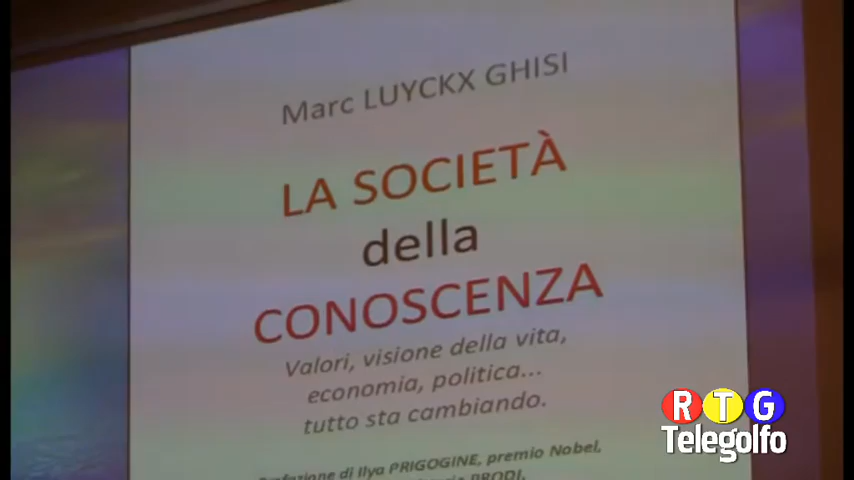 Marc LUYCKX GHISI
LA SOCIETÀ
della
CONOSCENZA
Valori, visione della vita,
economia, politica...
tutto sta cambiando.
Prefazione di Ilya PRIGOGINE, premio Nobel,
PRODI,
RTG
Telegolfo